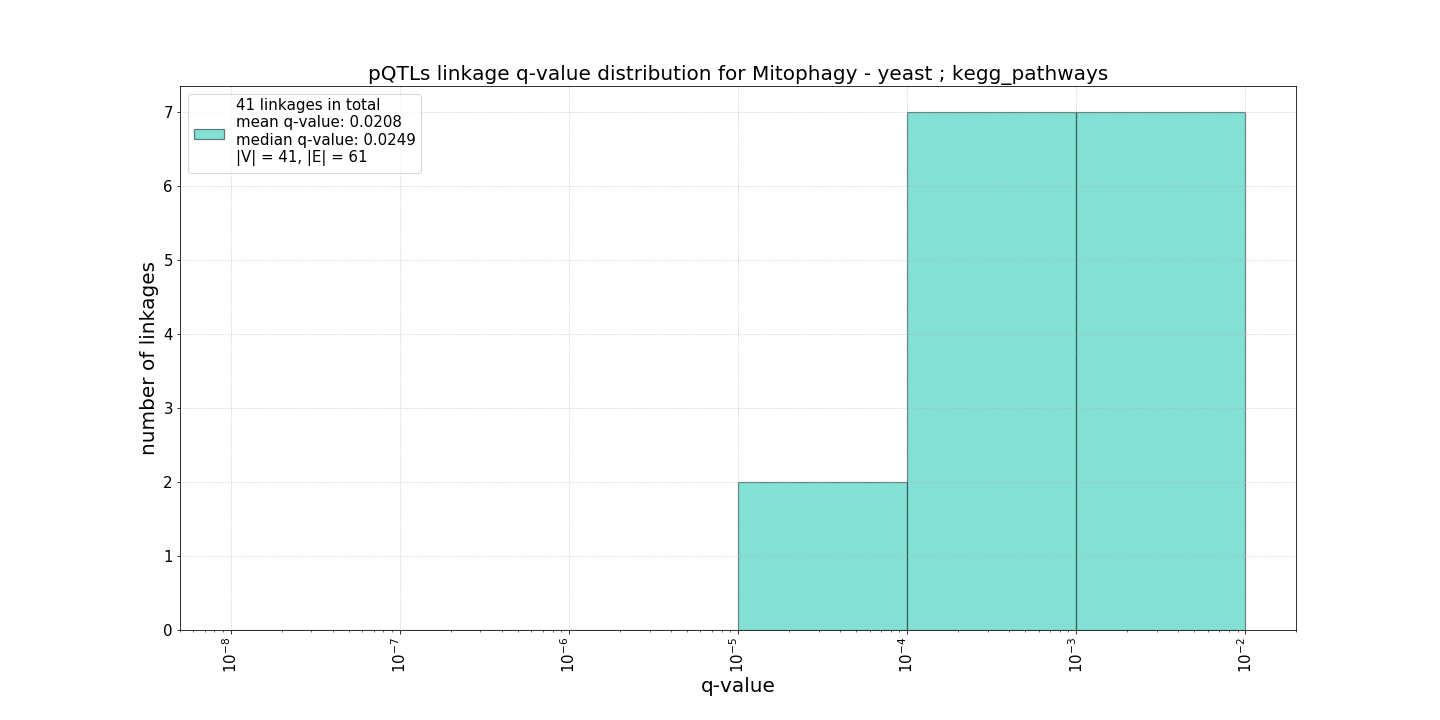 pQTLs linkage q-value distribution for Mitophagy - yeast ; kegg_pathways
41 linkages in total
mean q-value: 0.0208
median q-value: 0.0249
|V| = 41, |E| = 61
number of linkages
7
6
5
4
3
2
1
0
10⁻⁸
10⁻⁷
10⁻⁶
10⁻⁵
10⁻⁴
10⁻³
10⁻²
q-value